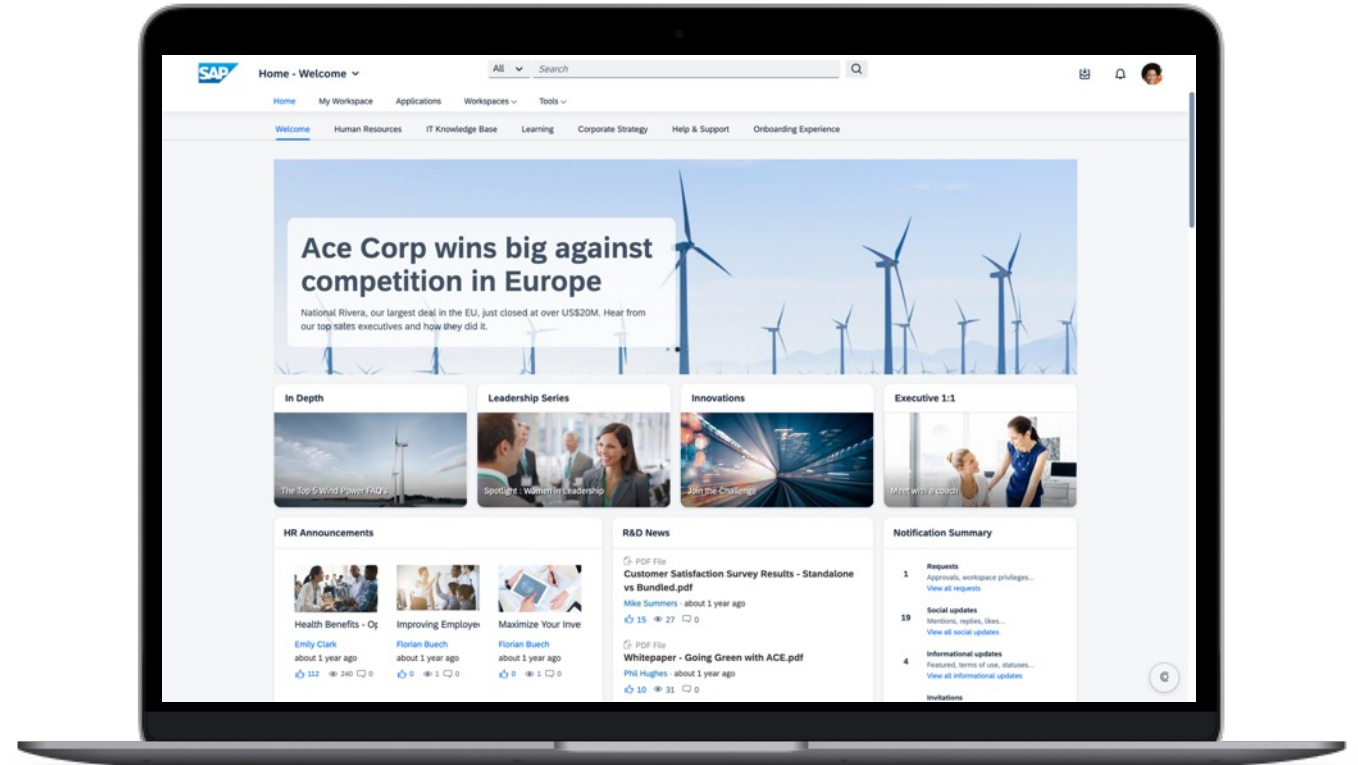 SAP
Home - Welcome
All
Search
Home
My Workspace
Applications
Workspaces
Tools
Welcome
Human Resources
IT Knowledge Base
Learning
Corporate Strategy
Help & Support
Onboarding Experience
Ace Corp wins big against
competition in Europe
National Rivera, our largest deal in the EU, just closed at over US$20M. Hear from
our top sales executives and how they did it.
In Depth
The Top 5 Wind Power FAQ's
Leadership Series
Spotlight : Women in Leadership
Innovations
Join the Challenge
Executive 1:1
Meet with a couch
HR Announcements
Health Benefits - Op
Emily Clark
about 1 year ago
112 240 0
Improving Employe
Florian Buech
about 1 year ago
0 1 0
Maximize Your Inve
Florian Buech
about 1 year ago
0 1 0
R&D News
PDF File
Customer Satisfaction Survey Results - Standalone
vs Bundled.pdf
Mike Summers · about 1 year ago
15 27 0
PDF File
Whitepaper - Going Green with ACE.pdf
Phil Hughes · about 1 year ago
10 31 0
Notification Summary
1
Requests
Approvals, workspace privileges...
View all requests
19
Social updates
Mentions, replies, likes...
View all social updates
4
Informational updates
Featured, terms of use, statuses...
View all informational updates
Invitations